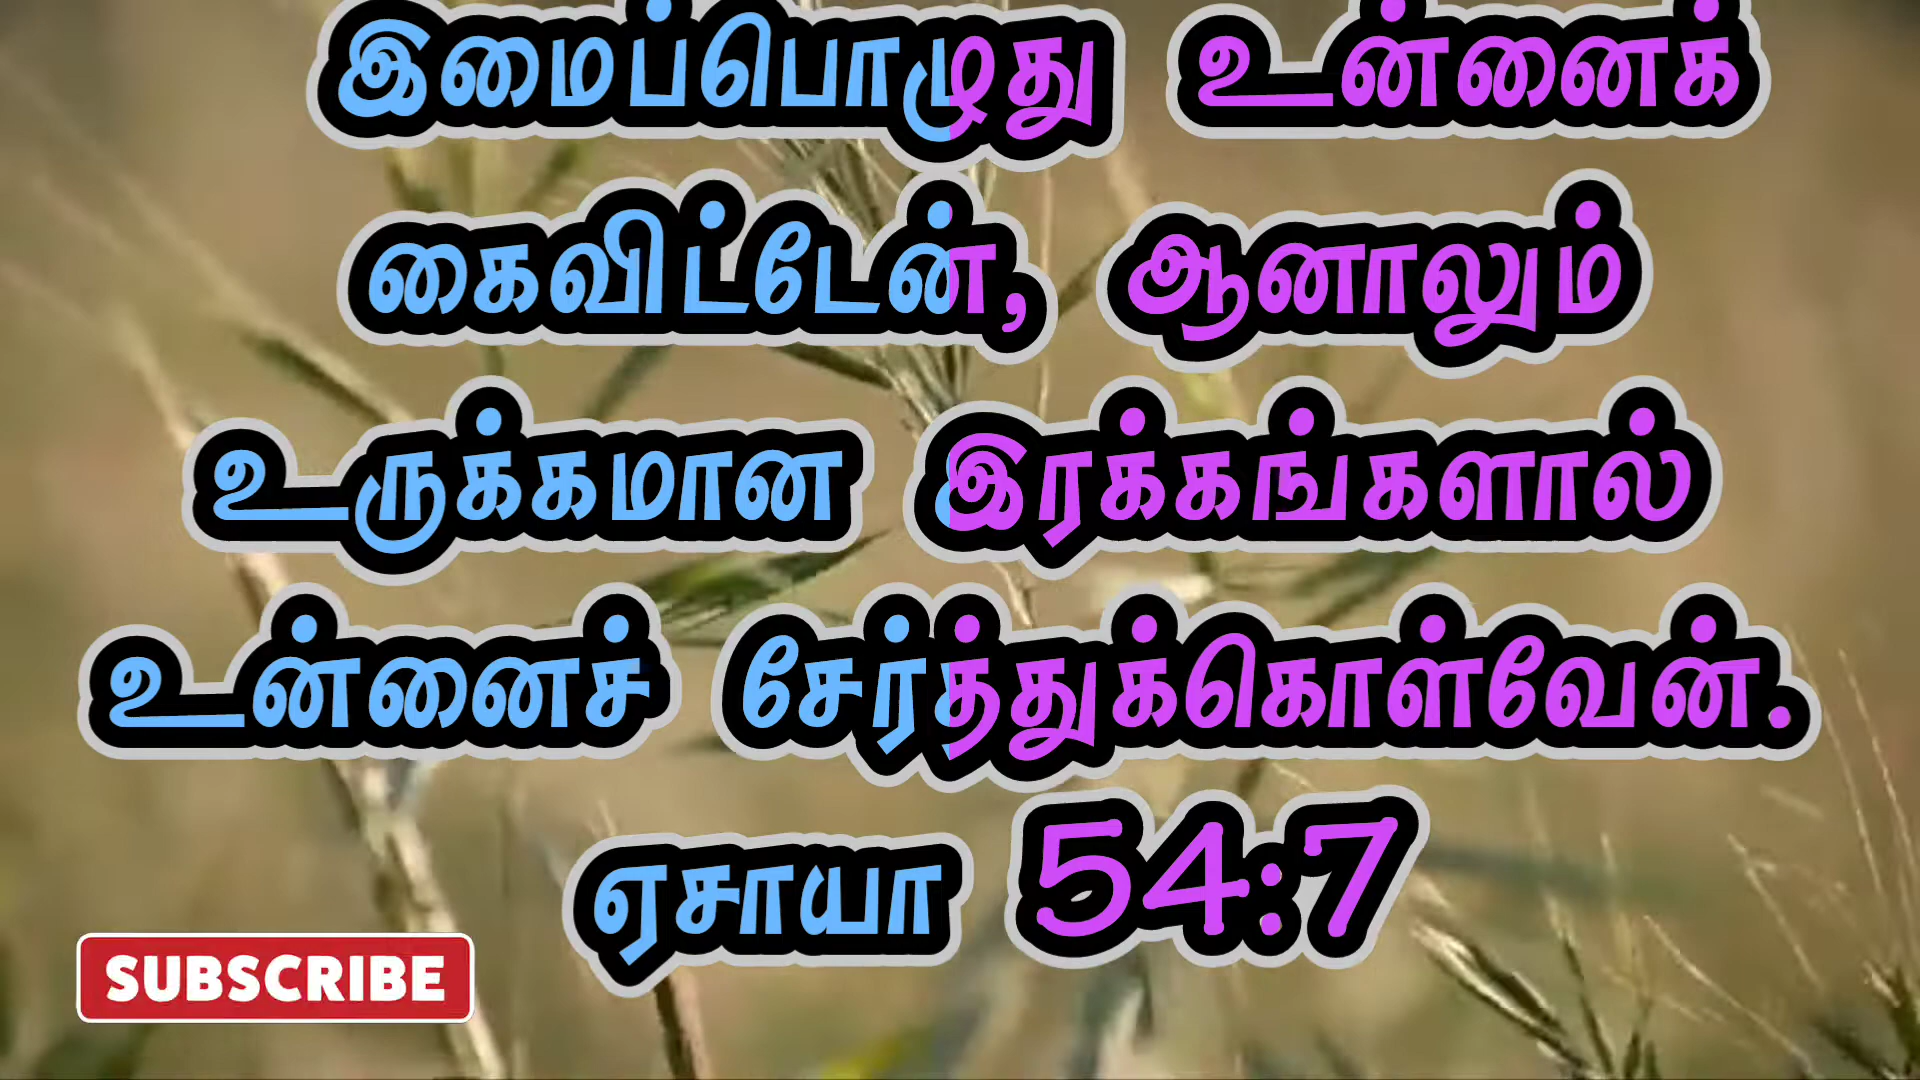 இமைப்பொழுது உன்னைக்
கைவிட்டேன், ஆனாலும்
உருக்கமான இரக்கங்களால்
உன்னைச் சேர்த்துக்கொள்வேன்.
ஏசாயா 54:7
SUBSCRIBE